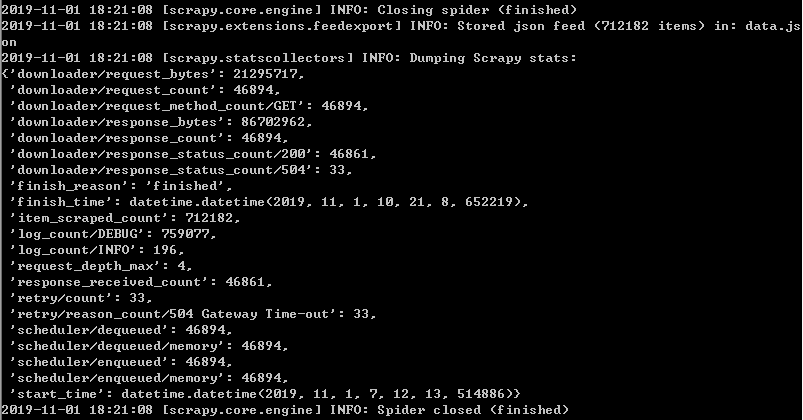 2019-11-01 18:21:08 [scrapy.core.engine] INFO: Closing spider (finished)
2019-11-01 18:21:08 [scrapy.extensions.feedexport] INFO: Stored json feed (712182 items) in: data.js
on
2019-11-01 18:21:08 [scrapy.statscollectors] INFO: Dumping Scrapy stats:
{'downloader/request_bytes': 21295717,
 'downloader/request_count': 46894,
 'downloader/request_method_count/GET': 46894,
 'downloader/response_bytes': 86702962,
 'downloader/response_count': 46894,
 'downloader/response_status_count/200': 46861,
 'downloader/response_status_count/504': 33,
 'finish_reason': 'finished',
 'finish_time': datetime.datetime(2019, 11, 1, 10, 21, 8, 652219),
 'item_scraped_count': 712182,
 'log_count/DEBUG': 759077,
 'log_count/INFO': 196,
 'request_depth_max': 4,
 'response_received_count': 46861,
 'retry/count': 33,
 'retry/reason_count/504 Gateway Time-out': 33,
 'scheduler/dequeued': 46894,
 'scheduler/dequeued/memory': 46894,
 'scheduler/enqueued': 46894,
 'scheduler/enqueued/memory': 46894,
 'start_time': datetime.datetime(2019, 11, 1, 7, 12, 13, 514886)}
2019-11-01 18:21:08 [scrapy.core.engine] INFO: Spider closed (finished)